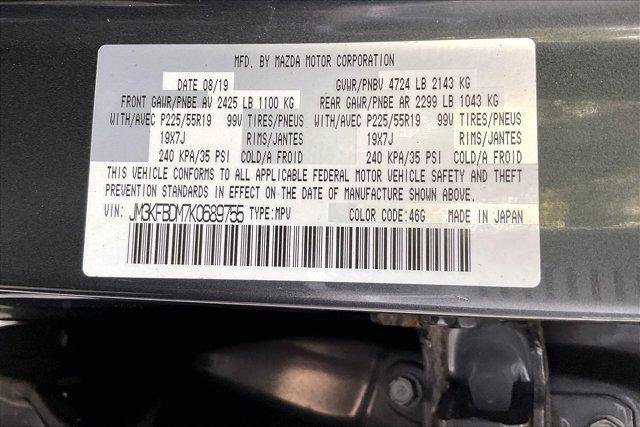 MFD. BY MAZDA MOTOR CORPORATION
DATE 08/19 GVWR/PNBV 4724 LB 2143 KG
FRONT GAWR/PNBE AV 2425 LB 1100 KG REAR GAWR/PNBE AR 2299 LB 1043 KG
WITH/AVEC P225/55R19 99V TIRES/PNEUS WITH/AVEC P225/55R19 99V TIRES/PNEUS
19X7J RIMS/JANTES 19X7J RIMS/JANTES
240 KPA/35 PSI COLD/A FROID 240 KPA/35 PSI COLD/A FROID
THIS VEHICLE CONFORMS TO ALL APPLICABLE FEDERAL MOTOR VEHICLE SAFETY AND THEFT
PREVENTION STANDARDS IN EFFECT ON THE DATE OF MANUFACTURE SHOWN ABOVE.
VIN: JM3KFBDM7K0689755 TYPE:MPV COLOR CODE:46G MADE IN JAPAN